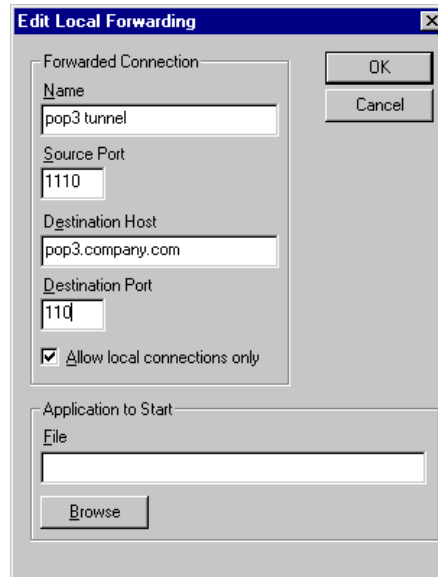 Edit Local Forwarding
Forwarded Connection
OK
Name
Cancel
pop3 tunnel
Source Port
1110
Destination Host
pop3.company.com
Destination Port
110
Allow local connections only
Application to Start
File
Browse